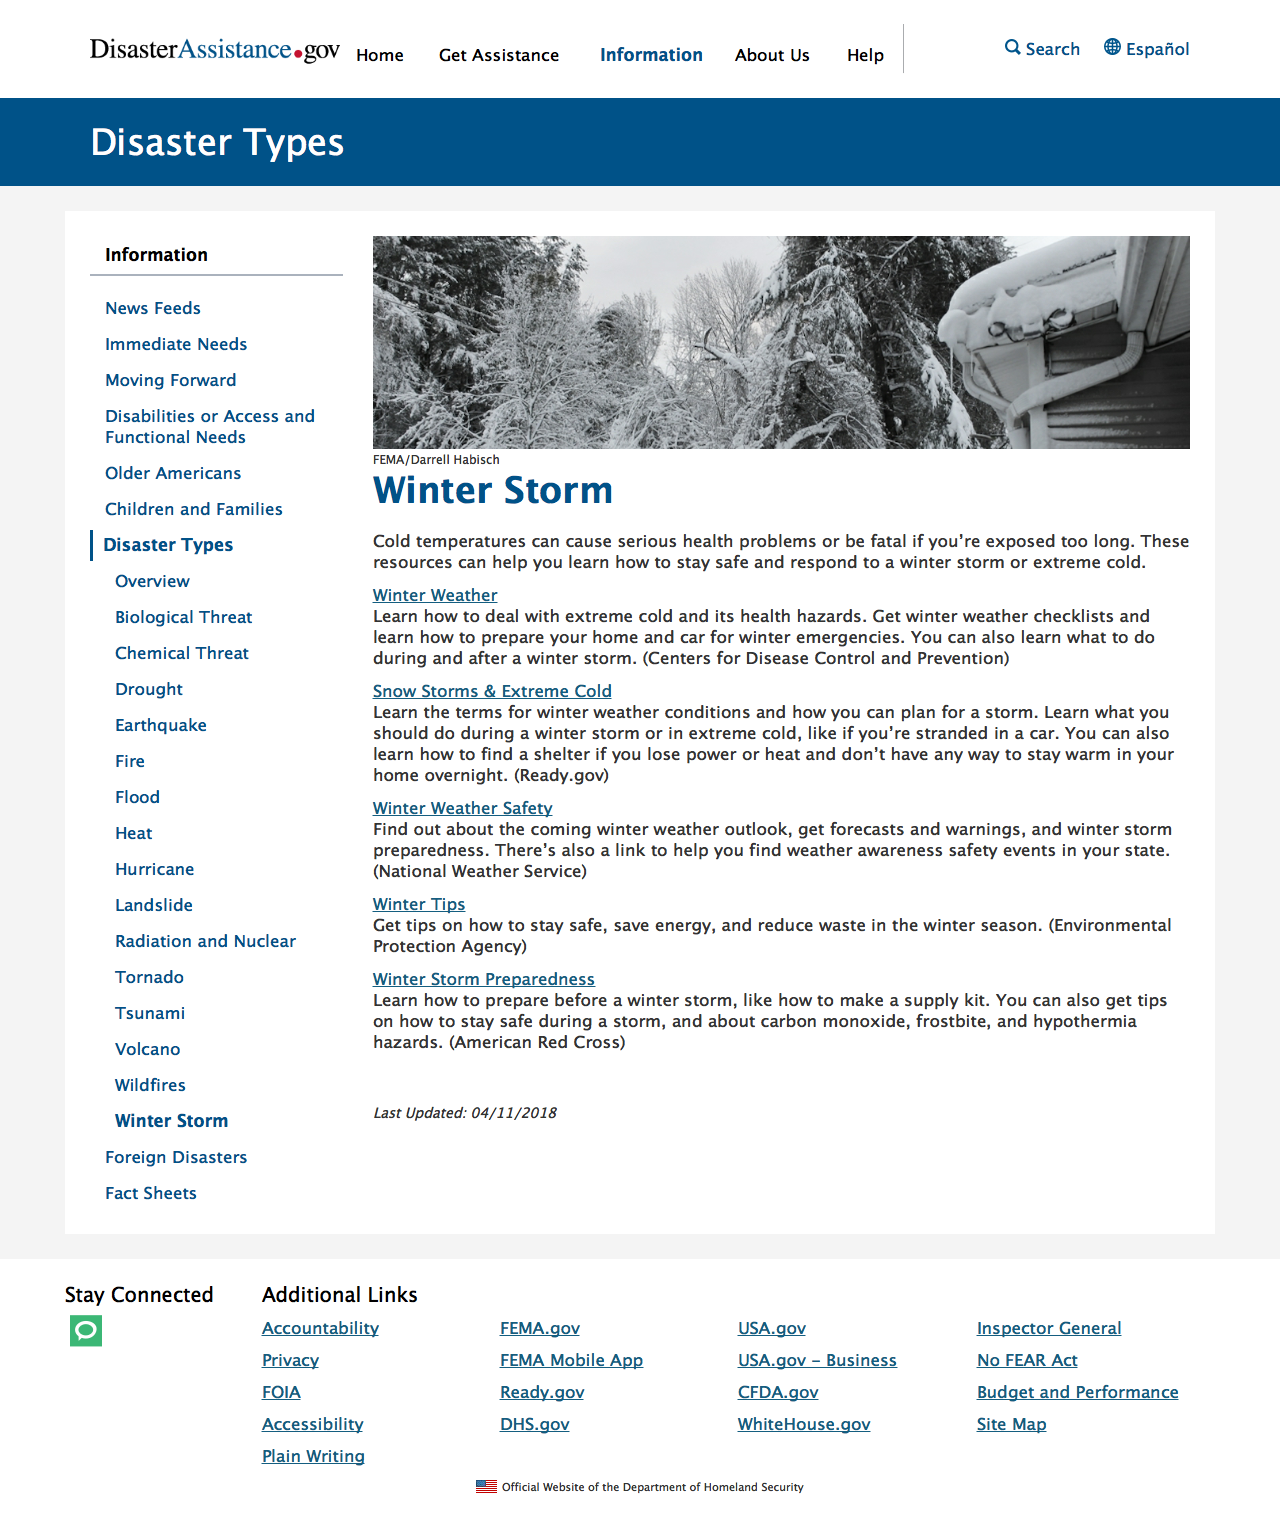 DisasterAssistance.gov
Home
Get Assistance
Information
About Us
Help
Search
Español
Disaster Types
Information
News Feeds
Immediate Needs
Moving Forward
Disabilities or Access and
Functional Needs
Older Americans
Children and Families
Disaster Types
Overview
Biological Threat
Chemical Threat
Drought
Earthquake
Fire
Flood
Heat
Hurricane
Landslide
Radiation and Nuclear
Tornado
Tsunami
Volcano
Wildfires
Winter Storm
Foreign Disasters
Fact Sheets
FEMA/Darrell Habisch
Winter Storm
Cold temperatures can cause serious health problems or be fatal if you’re exposed too long. These
resources can help you learn how to stay safe and respond to a winter storm or extreme cold.
Winter Weather
Learn how to deal with extreme cold and its health hazards. Get winter weather checklists and
learn how to prepare your home and car for winter emergencies. You can also learn what to do
during and after a winter storm. (Centers for Disease Control and Prevention)
Snow Storms & Extreme Cold
Learn the terms for winter weather conditions and how you can plan for a storm. Learn what you
should do during a winter storm or in extreme cold, like if you’re stranded in a car. You can also
learn how to find a shelter if you lose power or heat and don’t have any way to stay warm in your
home overnight. (Ready.gov)
Winter Weather Safety
Find out about the coming winter weather outlook, get forecasts and warnings, and winter storm
preparedness. There’s also a link to help you find weather awareness safety events in your state.
(National Weather Service)
Winter Tips
Get tips on how to stay safe, save energy, and reduce waste in the winter season. (Environmental
Protection Agency)
Winter Storm Preparedness
Learn how to prepare before a winter storm, like how to make a supply kit. You can also get tips
on how to stay safe during a storm, and about carbon monoxide, frostbite, and hypothermia
hazards. (American Red Cross)
Last Updated: 04/11/2018
Stay Connected
Additional Links
Accountability
Privacy
FOIA
Accessibility
Plain Writing
FEMA.gov
FEMA Mobile App
Ready.gov
DHS.gov
USA.gov
USA.gov – Business
CFDA.gov
WhiteHouse.gov
Inspector General
No FEAR Act
Budget and Performance
Site Map
Official Website of the Department of Homeland Security